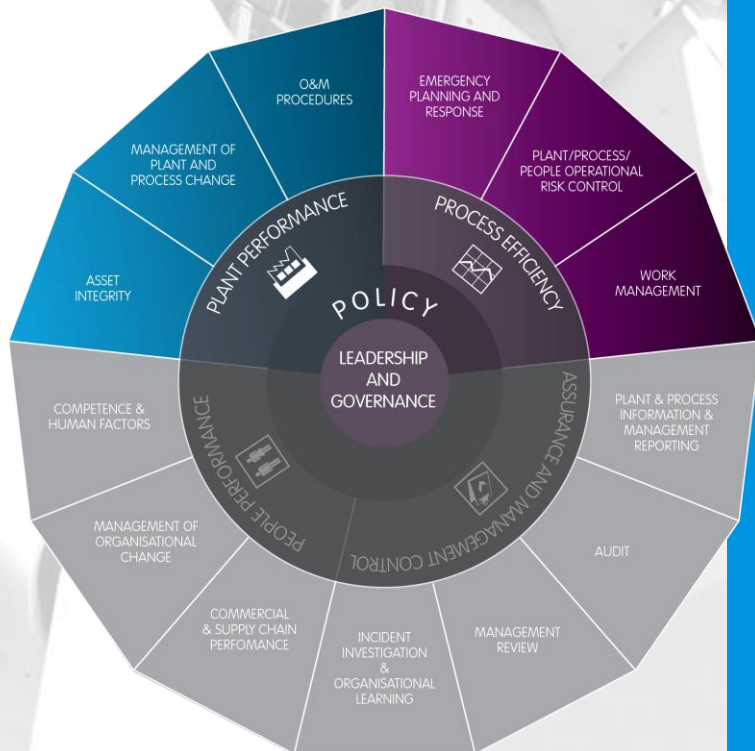 O&M
PROCEDURES
EMERGENCY
PLANNING AND
RESPONSE
MANAGEMENT OF
PLANT AND
PROCESS CHANGE
PLANT/PROCESS/
PEOPLE OPERATIONAL
RISK CONTROL
ASSET
INTEGRITY
WORK
MANAGEMENT
PLANT PERFORMANCE
PROCESS EFFICIENCY
POLICY
LEADERSHIP
AND
GOVERNANCE
PEOPLE PERFORMANCE
ASSURANCE AND MANAGEMENT CONTROL
COMPETENCE &
HUMAN FACTORS
PLANT & PROCESS
INFORMATION &
MANAGEMENT
REPORTING
MANAGEMENT OF
ORGANISATIONAL
CHANGE
AUDIT
COMMERCIAL
& SUPPLY CHAIN
PERFOMANCE
INCIDENT
INVESTIGATION
&
ORGANISATIONAL
LEARNING
MANAGEMENT
REVIEW